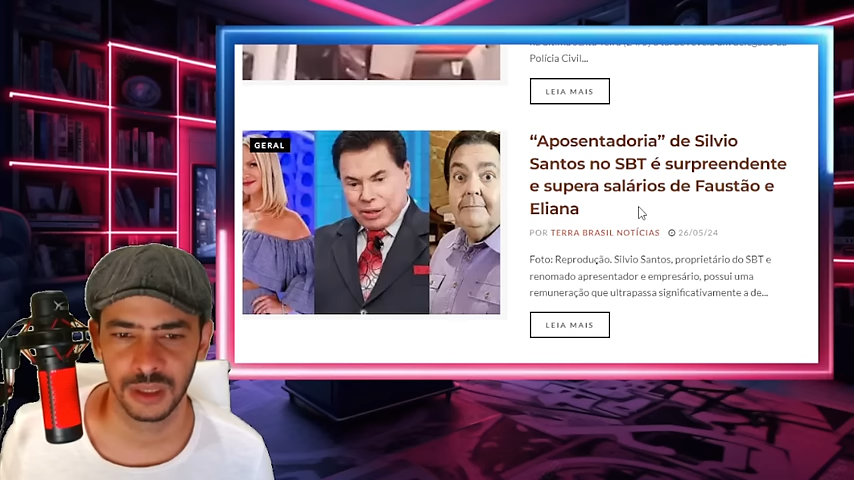 Polícia Civil...
LEIA MAIS
GERAL
“Aposentadoria” de Silvio
Santos no SBT é surpreendente
e supera salários de Faustão e
Eliana
POR TERRA BRASIL NOTÍCIAS 26/05/24
Foto: Reprodução. Silvio Santos, proprietário do SBT e
renomado apresentador e empresário, possui uma
remuneração que ultrapassa significativamente a de...
LEIA MAIS